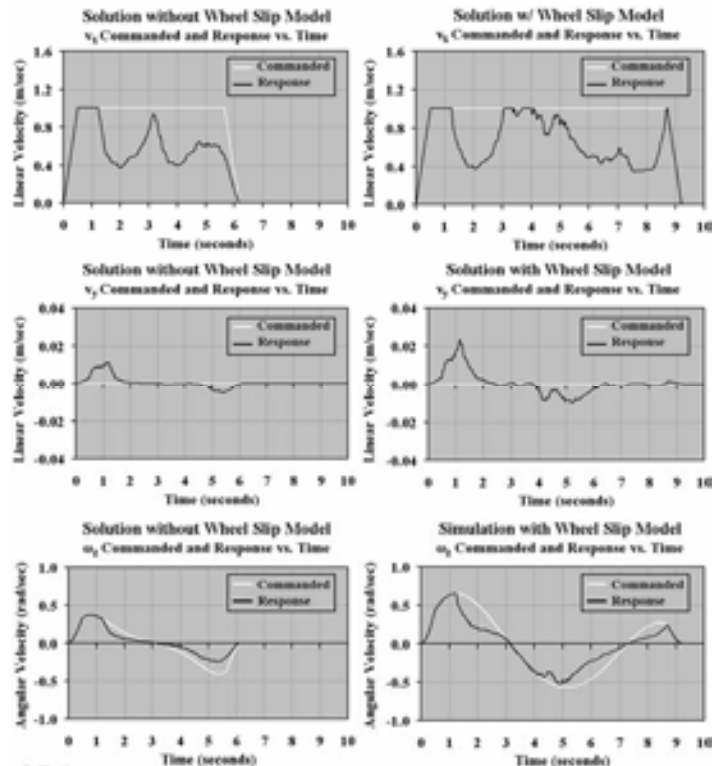 Solution without Wheel Slip Model
vx Commanded and Response vs. Time
Linear Velocity (m/sec)
1.6
1.2
0.8
0.4
0.0
Commanded
Response
0 1 2 3 4 5 6 7 8 9 10
Time (seconds)
Solution w/ Wheel Slip Model
vx Commanded and Response vs. Time
Linear Velocity (m/sec)
1.6
1.2
0.8
0.4
0.0
Commanded
Response
0 1 2 3 4 5 6 7 8 9 10
Time (seconds)
Solution without Wheel Slip Model
vy Commanded and Response vs. Time
Linear Velocity (m/sec)
0.04
0.02
0.00
-0.02
-0.04
Commanded
Response
0 1 2 3 4 5 6 7 8 9 10
Time (seconds)
Solution with Wheel Slip Model
vy Commanded and Response vs. Time
Linear Velocity (m/sec)
0.04
0.02
0.00
-0.02
-0.04
Commanded
Response
0 1 2 3 4 5 6 7 8 9 10
Time (seconds)
Solution without Wheel Slip Model
ωz Commanded and Response vs. Time
Angular Velocity (rad/sec)
1.0
0.5
0.0
-0.5
-1.0
Commanded
Response
0 1 2 3 4 5 6 7 8 9 10
Time (seconds)
Simulation with Wheel Slip Model
ωz Commanded and Response vs. Time
Angular Velocity (rad/sec)
1.0
0.5
0.0
-0.5
-1.0
Commanded
Response
0 1 2 3 4 5 6 7 8 9 10
Time (seconds)